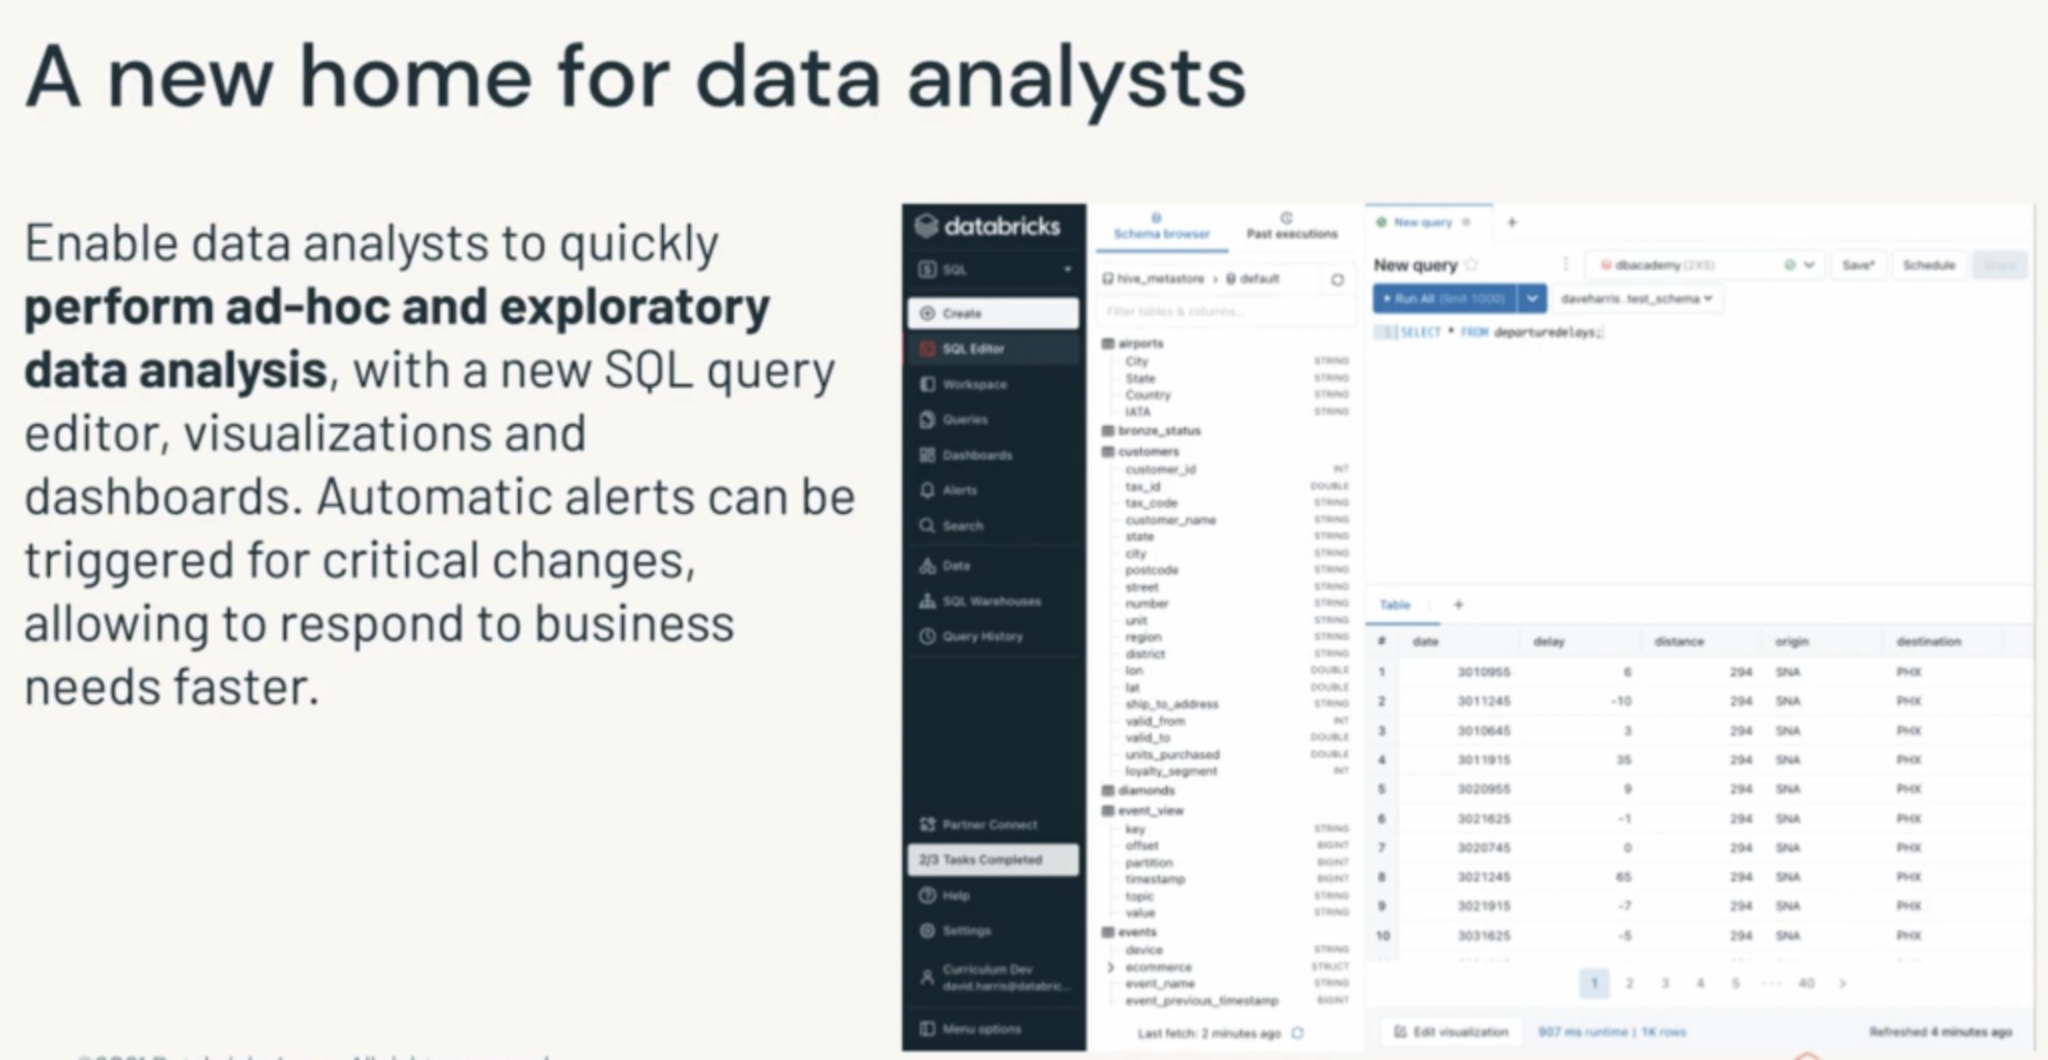 A new home for data analysts
Enable data analysts to quickly
perform ad-hoc and exploratory
data analysis, with a new SQL query
editor, visualizations and
dashboards. Automatic alerts can be
triggered for critical changes,
allowing to respond to business
needs faster.
databricks
SQL
Create
SQL Editor
Workspace
Queries
Dashboards
Alerts
Search
Data
SQL Warehouses
Query History
Partner Connect
2/3 Tasks Completed
Help
Settings
Curriculum Dev
david.harris@databric...
Menu options
Schema browser Past executions
hive_metastore > default
Filter tables & columns...
airports
City STRING
State STRING
Country STRING
IATA STRING
bronze_status
customers
customer_id INT
tax_id DOUBLE
tax_code STRING
customer_name STRING
state STRING
city STRING
postcode STRING
street STRING
number STRING
unit STRING
region STRING
district STRING
lon DOUBLE
lat DOUBLE
ship_to_address STRING
valid_from INT
valid_to DOUBLE
units_purchased DOUBLE
loyalty_segment INT
diamonds
event_view
key STRING
offset BIGINT
partition BIGINT
timestamp BIGINT
topic STRING
value STRING
events
device STRING
ecommerce STRUCT
event_name STRING
event_previous_timestamp BIGINT
Last fetch: 2 minutes ago
New query +
New query dbacademy (2XS) Save* Schedule
Run All (limit 1000) daveharris.test_schema
1 SELECT * FROM departuredelays;
Table +
# date delay distance origin destination
1 3010955 6 294 SNA PHX
2 3011245 -10 294 SNA PHX
3 3010645 3 294 SNA PHX
4 3011915 35 294 SNA PHX
5 3020955 9 294 SNA PHX
6 3021625 -1 294 SNA PHX
7 3020745 0 294 SNA PHX
8 3021245 65 294 SNA PHX
9 3021915 -7 294 SNA PHX
10 3031625 -5 294 SNA PHX
1 2 3 4 5 ... 40 >
Edit visualization 907 ms runtime | 1K rows Refreshed 4 minutes ago